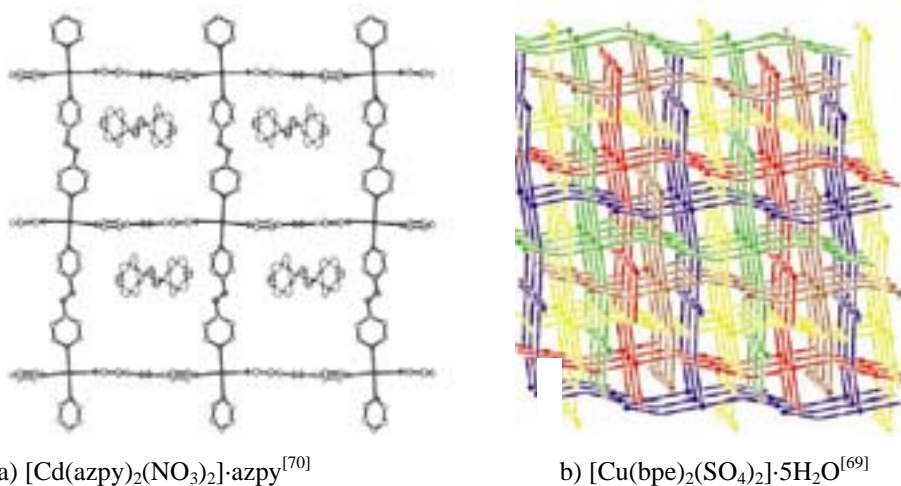 a) [Cd(azpy)₂(NO₃)₂]·azpy[70]
b) [Cu(bpe)₂(SO₄)₂]·5H₂O[69]